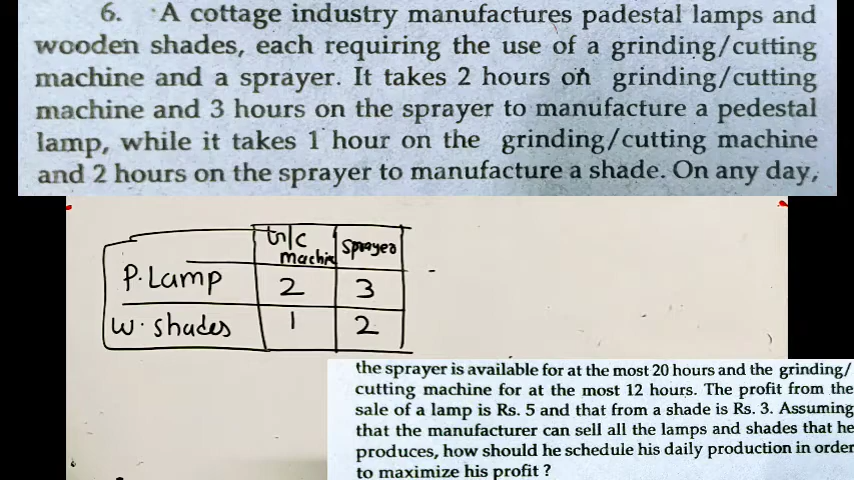 6. A cottage industry manufactures padestal lamps and
wooden shades, each requiring the use of a grinding/cutting
machine and a sprayer. It takes 2 hours on grinding/cutting
machine and 3 hours on the sprayer to manufacture a pedestal
lamp, while it takes 1 hour on the grinding/cutting machine
and 2 hours on the sprayer to manufacture a shade. On any day,
G/C Sprayer
machine
P. Lamp 2 3
W. shades 1 2
the sprayer is available for at the most 20 hours and the grinding/
cutting machine for at the most 12 hours. The profit from the
sale of a lamp is Rs. 5 and that from a shade is Rs. 3. Assuming
that the manufacturer can sell all the lamps and shades that he
produces, how should he schedule his daily production in order
to maximize his profit ?